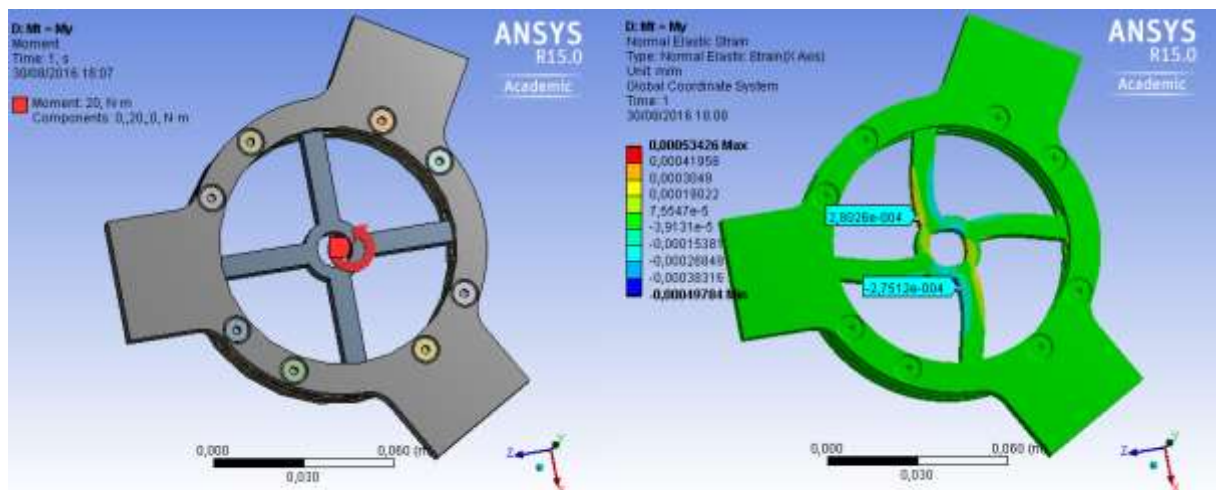 D: Mt = My
Moment
Time: 1, s
30/08/2016 18:07
Moment: 20, N·m
Components: 0,,20,,0, N·m
ANSYS
R15.0
Academic
0,000
0,060 (m)
0,030
Z
Y
X
D: Mt = My
Normal Elastic Strain
Type: Normal Elastic Strain(X Axis)
Unit: m/m
Global Coordinate System
Time: 1
30/08/2016 18:08
0,00053426 Max
0,00041956
0,0003049
0,00019022
7,5547e-5
-3,9131e-5
-0,00015381
-0,00026849
-0,00038316
-0,00049784 Min
2,8026e-004
-2,7512e-004
ANSYS
R15.0
Academic
0,000
0,060 (m)
0,030
Z
Y
X